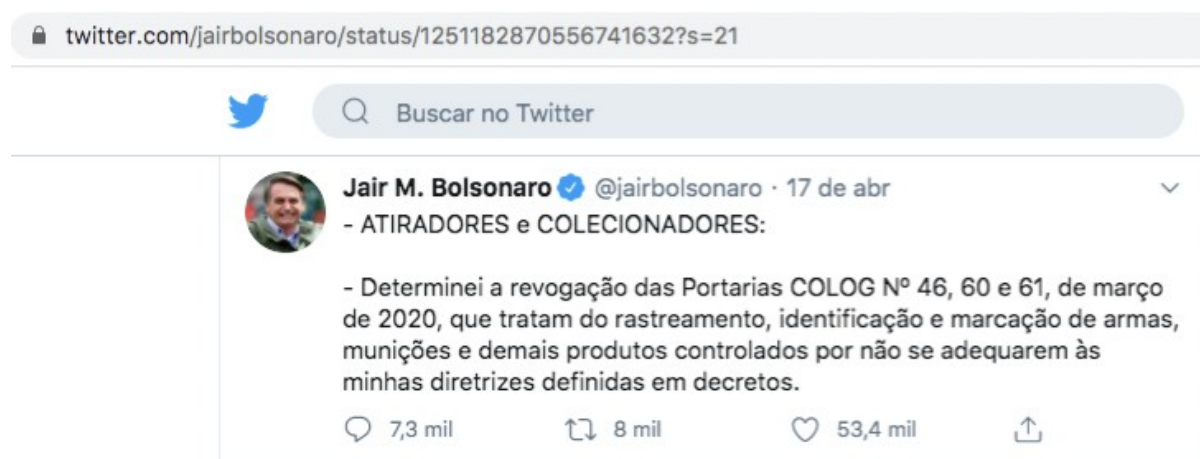 twitter.com/jairbolsonaro/status/1251182870556741632?s=21
Buscar no Twitter
Jair M. Bolsonaro @jairbolsonaro · 17 de abr
- ATIRADORES e COLECIONADORES:
- Determinei a revogação das Portarias COLOG Nº 46, 60 e 61, de março
de 2020, que tratam do rastreamento, identificação e marcação de armas,
munições e demais produtos controlados por não se adequarem às
minhas diretrizes definidas em decretos.
7,3 mil 8 mil 53,4 mil